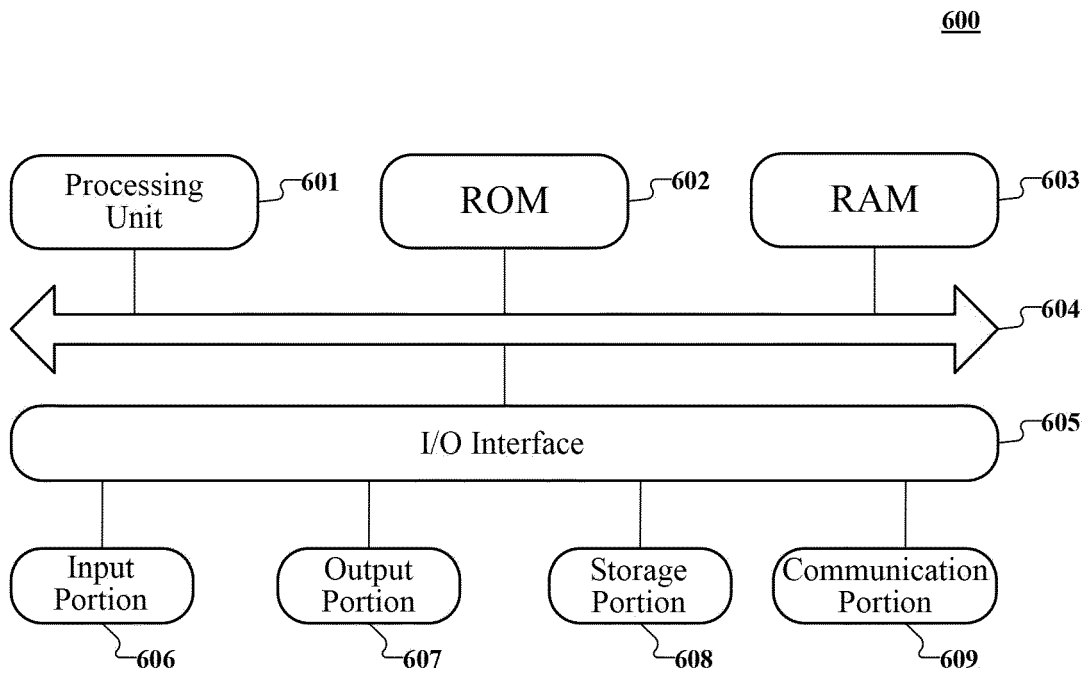 600
Processing
Unit
601
ROM
602
RAM
603
604
I/O Interface
605
Input
Portion
606
Output
Portion
607
Storage
Portion
608
Communication
Portion
609